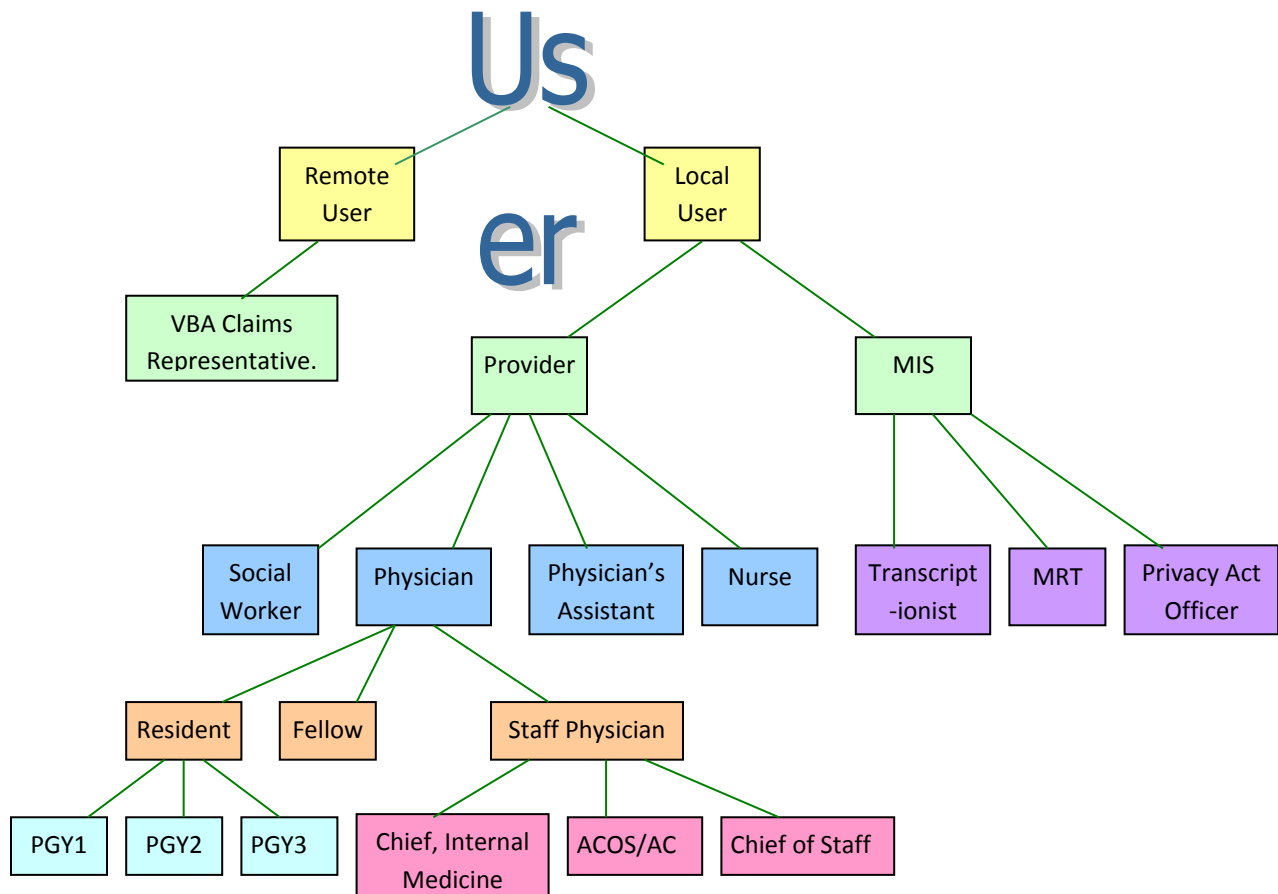 Us
er
Remote
User
Local
User
VBA Claims
Representative.
Provider
MIS
Social
Worker
Physician
Physician’s
Assistant
Nurse
Transcript
-ionist
MRT
Privacy Act
Officer
Resident
Fellow
Staff Physician
PGY1
PGY2
PGY3
Chief, Internal
Medicine
ACOS/AC
Chief of Staff